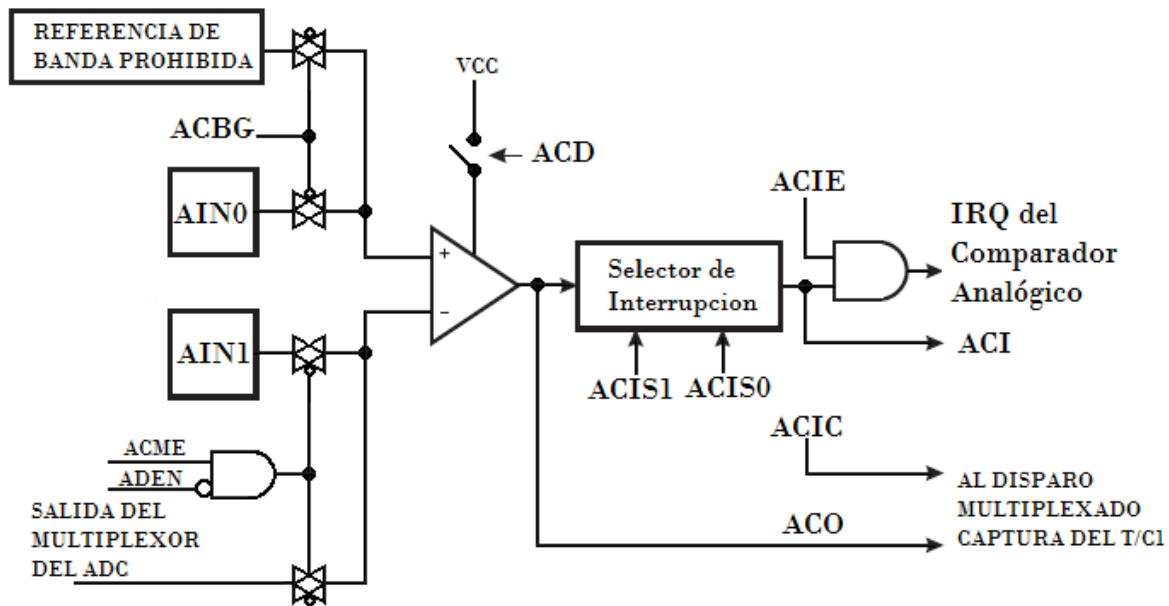 REFERENCIA DE
BANDA PROHIBIDA
VCC
ACBG
ACD
AIN0
ACIE
IRQ del
Comparador
Analógico
+
Selector de
Interrupcion
−
AIN1
ACI
ACIS1
ACIS0
ACIC
ACME
ADEN
SALIDA DEL
MULTIPLEXOR
DEL ADC
AL DISPARO
MULTIPLEXADO
CAPTURA DEL T/C1
ACO